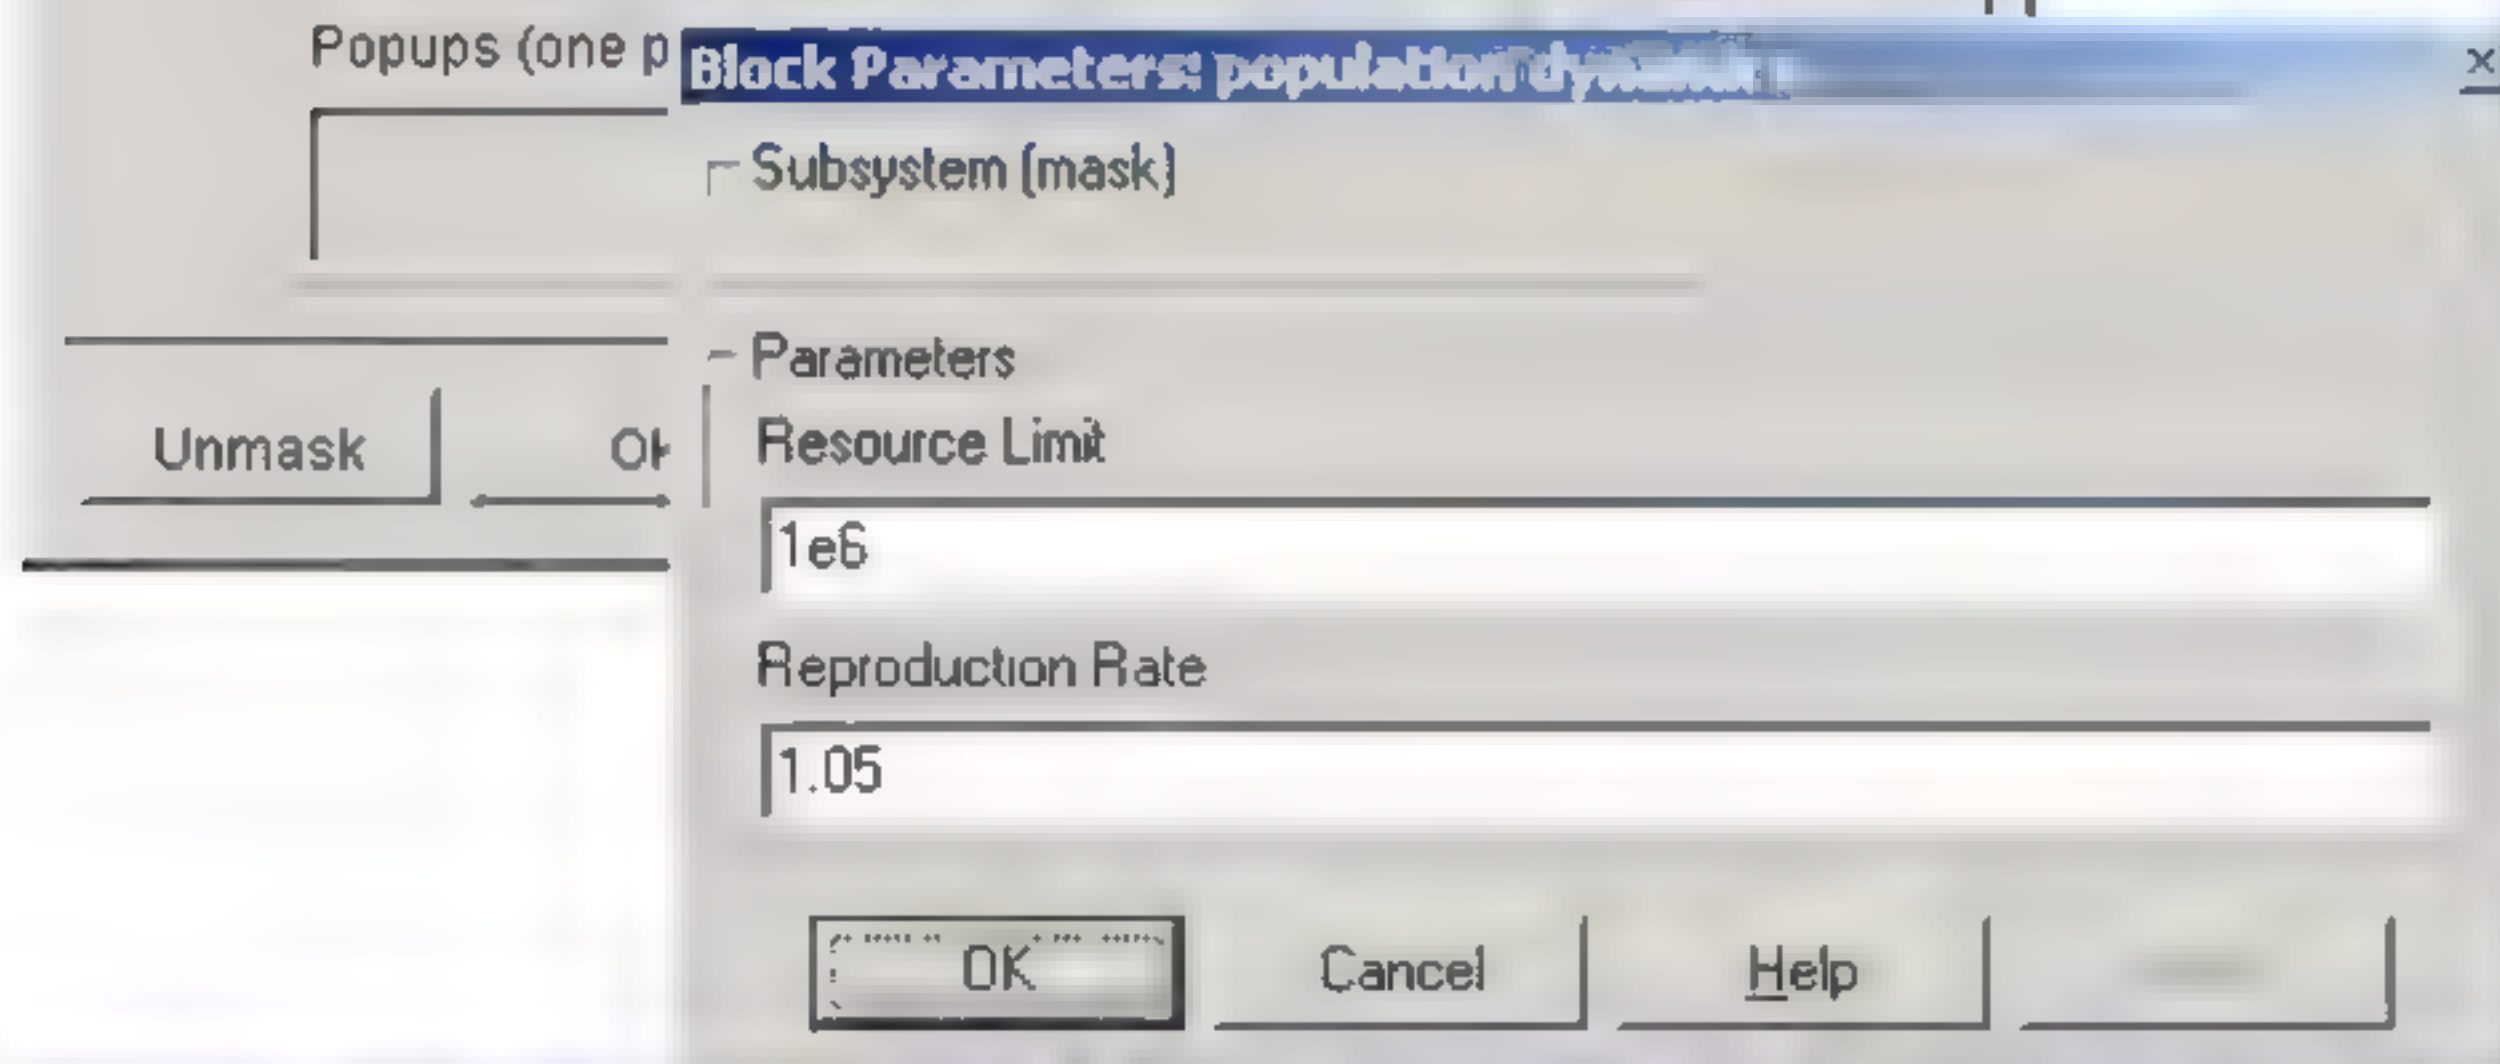 Popups (one p
Block Parameters: population
Subsystem (mask)
Parameters
Resource Limit
1e6
Reproduction Rate
1.05
Unmask
OK
Cancel
Help